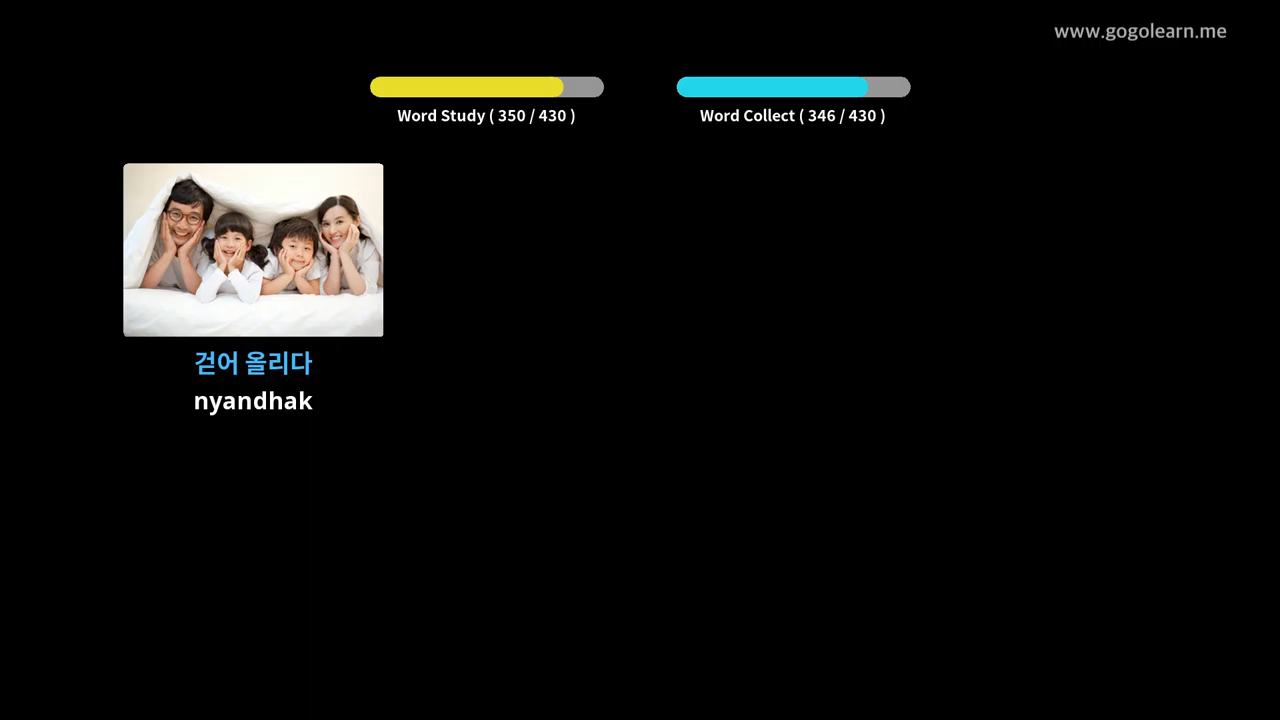 www.gogolearn.me
Word Study ( 350 / 430 )
Word Collect ( 346 / 430 )
걷어 올리다
nyandhak